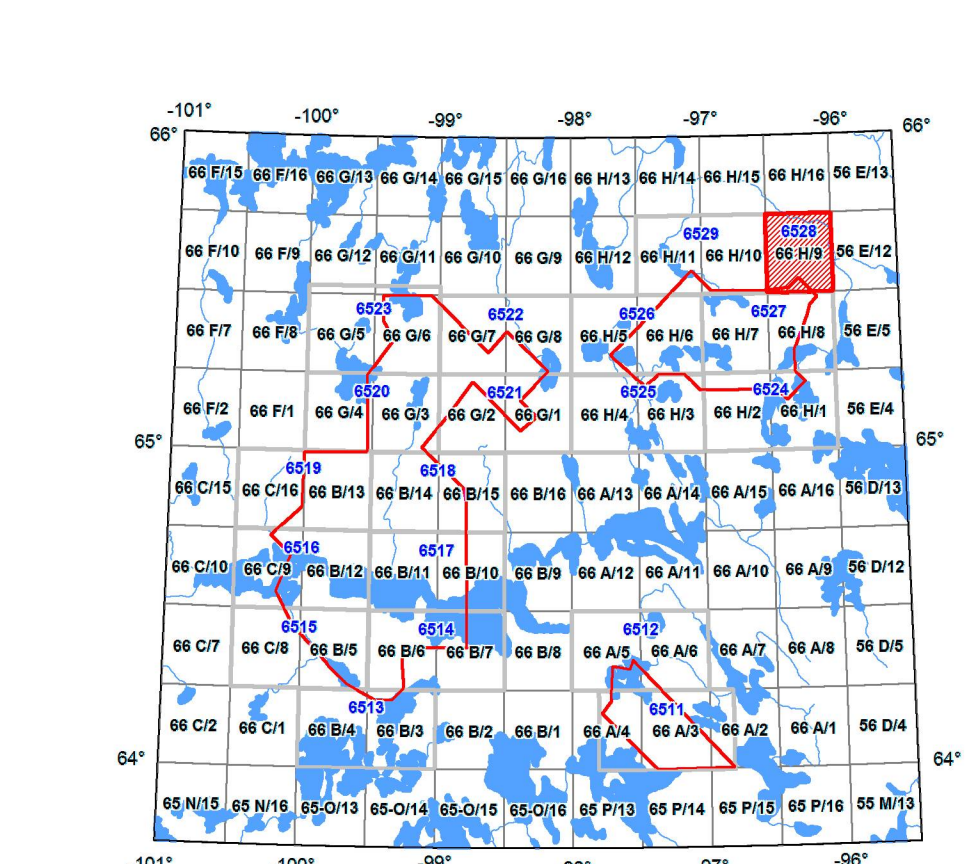 -101° -100° -99° -98° -97° -96°
66° 66°
66 F/15 66 F/16 66 G/13 66 G/14 66 G/15 66 G/16 66 H/13 66 H/14 66 H/15 66 H/16 56 E/13
6529 6528
66 F/10 66 F/9 66 G/12 66 G/11 66 G/10 66 G/9 66 H/12 66 H/11 66 H/10 66 H/9 56 E/12
6523 6522 6526 6527
66 F/7 66 F/8 66 G/5 66 G/6 66 G/7 66 G/8 66 H/5 66 H/6 66 H/7 66 H/8 56 E/5
6520 6521 6525 6524
66 F/2 66 F/1 66 G/4 66 G/3 66 G/2 66 G/1 66 H/4 66 H/3 66 H/2 66 H/1 56 E/4
65° 65°
6519 6518
66 C/15 66 C/16 66 B/13 66 B/14 66 B/15 66 B/16 66 A/13 66 A/14 66 A/15 66 A/16 56 D/13
6516 6517
66 C/10 66 C/9 66 B/12 66 B/11 66 B/10 66 B/9 66 A/12 66 A/11 66 A/10 66 A/9 56 D/12
6515 6514 6512
66 C/7 66 C/8 66 B/5 66 B/6 66 B/7 66 B/8 66 A/5 66 A/6 66 A/7 66 A/8 56 D/5
6513 6511
66 C/2 66 C/1 66 B/4 66 B/3 66 B/2 66 B/1 66 A/4 66 A/3 66 A/2 66 A/1 56 D/4
64° 64°
65 N/15 65 N/16 65-O/13 65-O/14 65-O/15 65-O/16 65 P/13 65 P/14 65 P/15 65 P/16 55 M/13